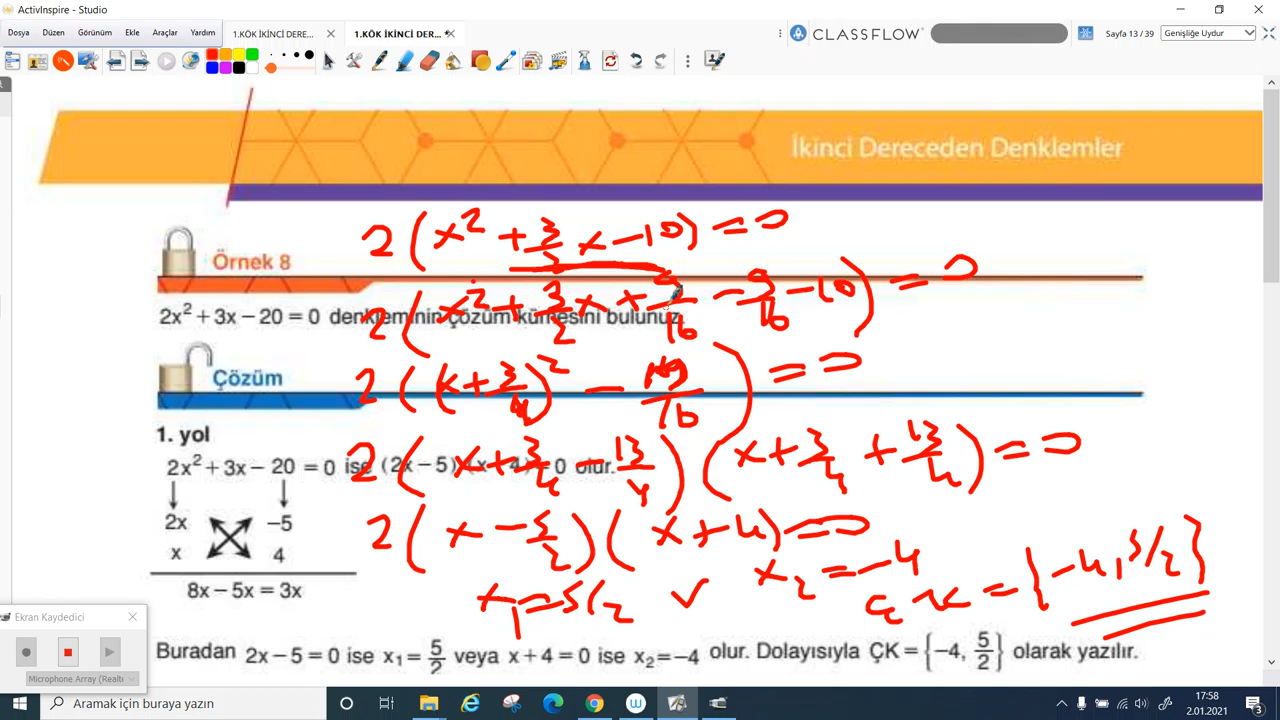 ActivInspire - Studio
Dosya Düzen Görünüm Ekle Araçlar Yardım
1.KÖK İKİNCİ DER...
1.KÖK İKİNCİ DER...
CLASSFLOW
Sayfa 13 / 39
Genişliğe Uydur
İkinci Dereceden Denklemler
2(x² + 3/2 x - 10) = 0
Örnek 8
2(x² + 3/2 x + 9/16 - 9/16 - 10) = 0
2x² + 3x − 20 = 0 denkleminin çözüm kümesini bulunuz.
Çözüm
2((x + 3/4)² - 169/16) = 0
1. yol
2x² + 3x − 20 = 0 ise (2x − 5) (x + 4) = 0 olur.
2(x + 3/4 - 13/4)(x + 3/4 + 13/4) = 0
2x −5
x 4
2(x - 5/2)(x + 4) = 0
8x − 5x = 3x
x₁ = 5/2 ∨ x₂ = -4
ÇK = {-4, 5/2}
Buradan 2x − 5 = 0 ise x₁ = 5/2 veya x + 4 = 0 ise x₂ = −4 olur. Dolayısıyla ÇK = {−4, 5/2} olarak yazılır.
Ekran Kaydedici
Microphone Array (Realt
Aramak için buraya yazın
17:58
2.01.2021
3